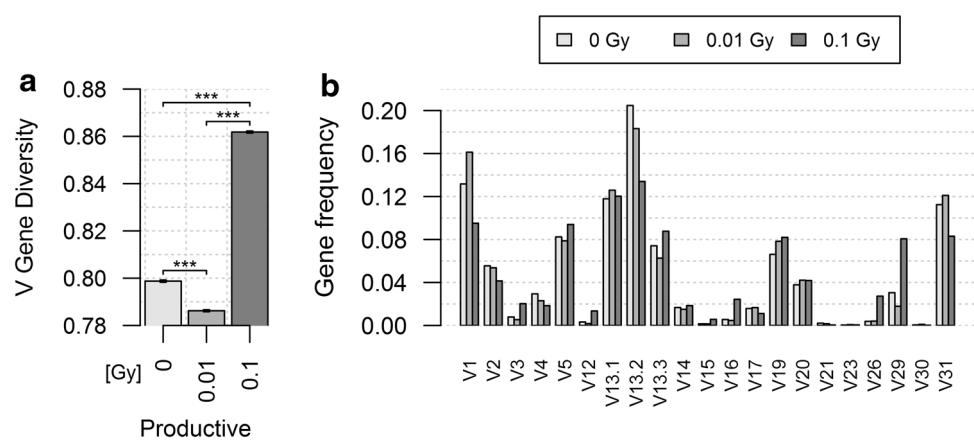 0 Gy 0.01 Gy 0.1 Gy
a
V Gene Diversity
0.88
0.86
0.84
0.82
0.80
0.78
***
***
***
[Gy] 0 0.01 0.1
Productive
b
Gene frequency
0.20
0.16
0.12
0.08
0.04
0.00
V1 V2 V3 V4 V5 V12 V13.1 V13.2 V13.3 V14 V15 V16 V17 V19 V20 V21 V23 V26 V29 V30 V31